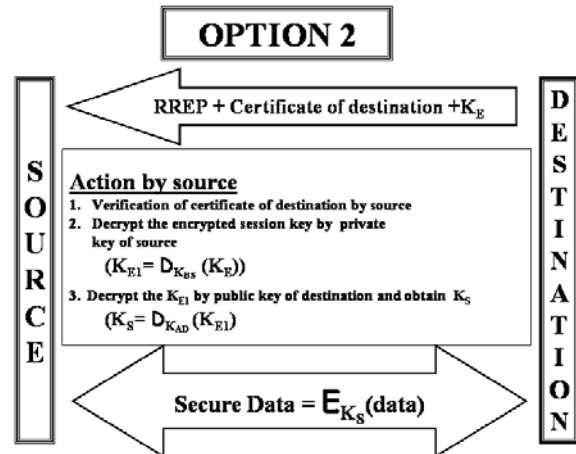 OPTION 2
RREP + Certificate of destination +K_E
SOURCE
DESTINATION
Action by source
1. Verification of certificate of destination by source
2. Decrypt the encrypted session key by private
key of source
(K_E1= D_K_BS (K_E))
3. Decrypt the K_E1 by public key of destination and obtain K_S
(K_S= D_K_AD (K_E1)
Secure Data = E_K_S(data)